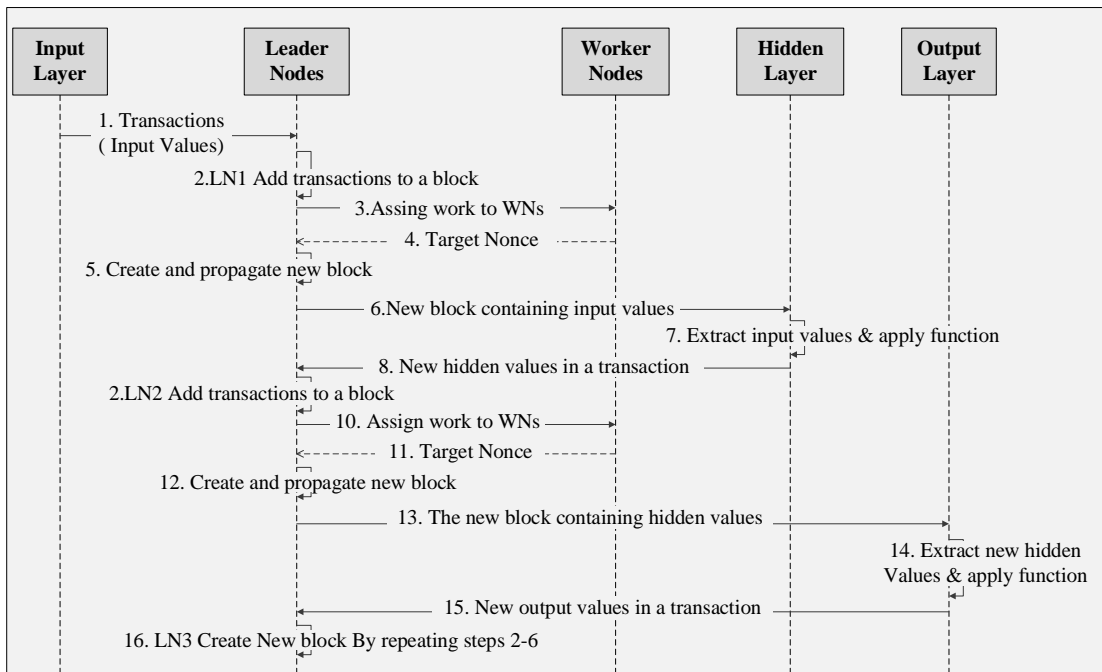 Input
Layer
Leader
Nodes
Worker
Nodes
Hidden
Layer
Output
Layer
1. Transactions
( Input Values)
2.LN1 Add transactions to a block
3.Assing work to WNs
4. Target Nonce
5. Create and propagate new block
6.New block containing input values
7. Extract input values & apply function
8. New hidden values in a transaction
2.LN2 Add transactions to a block
10. Assign work to WNs
11. Target Nonce
12. Create and propagate new block
13. The new block containing hidden values
14. Extract new hidden
Values & apply function
15. New output values in a transaction
16. LN3 Create New block By repeating steps 2-6